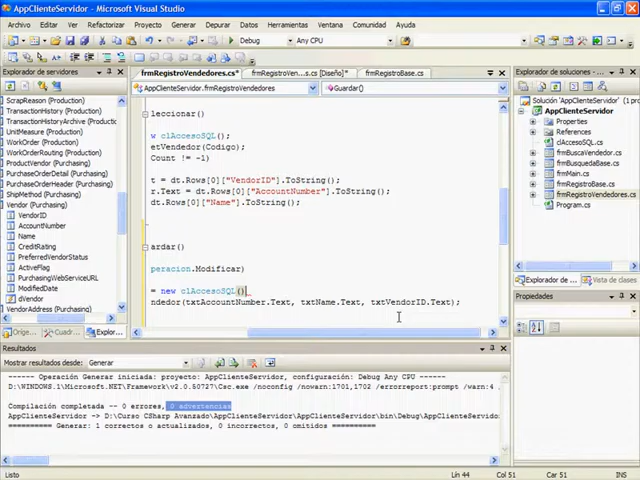 AppClienteServidor - Microsoft Visual Studio
Archivo Editar Ver Refactorizar Proyecto Generar Depurar Datos Herramientas Ventana Comunidad Ayuda
Debug Any CPU
Explorador de servidores
ScrapReason (Production)
TransactionHistory (Production)
TransactionHistoryArchive (Productio
UnitMeasure (Production)
WorkOrder (Production)
WorkOrderRouting (Production)
ProductVendor (Purchasing)
PurchaseOrderDetail (Purchasing)
PurchaseOrderHeader (Purchasing)
ShipMethod (Purchasing)
Vendor (Purchasing)
VendorID
AccountNumber
Name
CreditRating
PreferredVendorStatus
ActiveFlag
PurchasingWebServiceURL
ModifiedDate
dVendor
VendorAddress (Purchasing)
Orige... Cuadr... Explor...
frmRegistroVendedores.cs* frmRegistroVen...s.cs [Diseño]* frmRegistroBase.cs
AppClienteServidor.frmRegistroVendedores Guardar()
leccionar()
w clAccesoSQL();
etVendedor(Codigo);
Count != -1)
t = dt.Rows[0]["VendorID"].ToString();
r.Text = dt.Rows[0]["AccountNumber"].ToString();
dt.Rows[0]["Name"].ToString();
ardar()
peracion.Modificar)
= new clAccesoSQL()
ndedor(txtAccountNumber.Text, txtName.Text, txtVendorID.Text);
Explorador de soluciones - ...
Solución 'AppClienteServidor' (1
AppClienteServidor
Properties
References
clAccesoSQL.cs
frmBuscaVendedor.cs
frmBusquedaBase.cs
frmMain.cs
frmRegistroBase.cs
frmRegistroVendedores.cs
Program.cs
Explorador de... Vista de clases
Propiedades
Resultados
Mostrar resultados desde: Generar
------ Operación Generar iniciada: proyecto: AppClienteServidor, configuración: Debug Any CPU ------
D:\WINDOWS.1\Microsoft.NET\Framework\v2.0.50727\Csc.exe /noconfig /nowarn:1701,1702 /errorreport:prompt /warn:4
Compilación completada -- 0 errores, 0 advertencias
AppClienteServidor -> D:\Curso CSharp Avanzado\AppClienteServidor\AppClienteServidor\bin\Debug\AppClienteServidor
========== Generar: 1 correctos o actualizados, 0 incorrectos, 0 omitidos ==========
Listo Lin 44 Col 51 Car 51